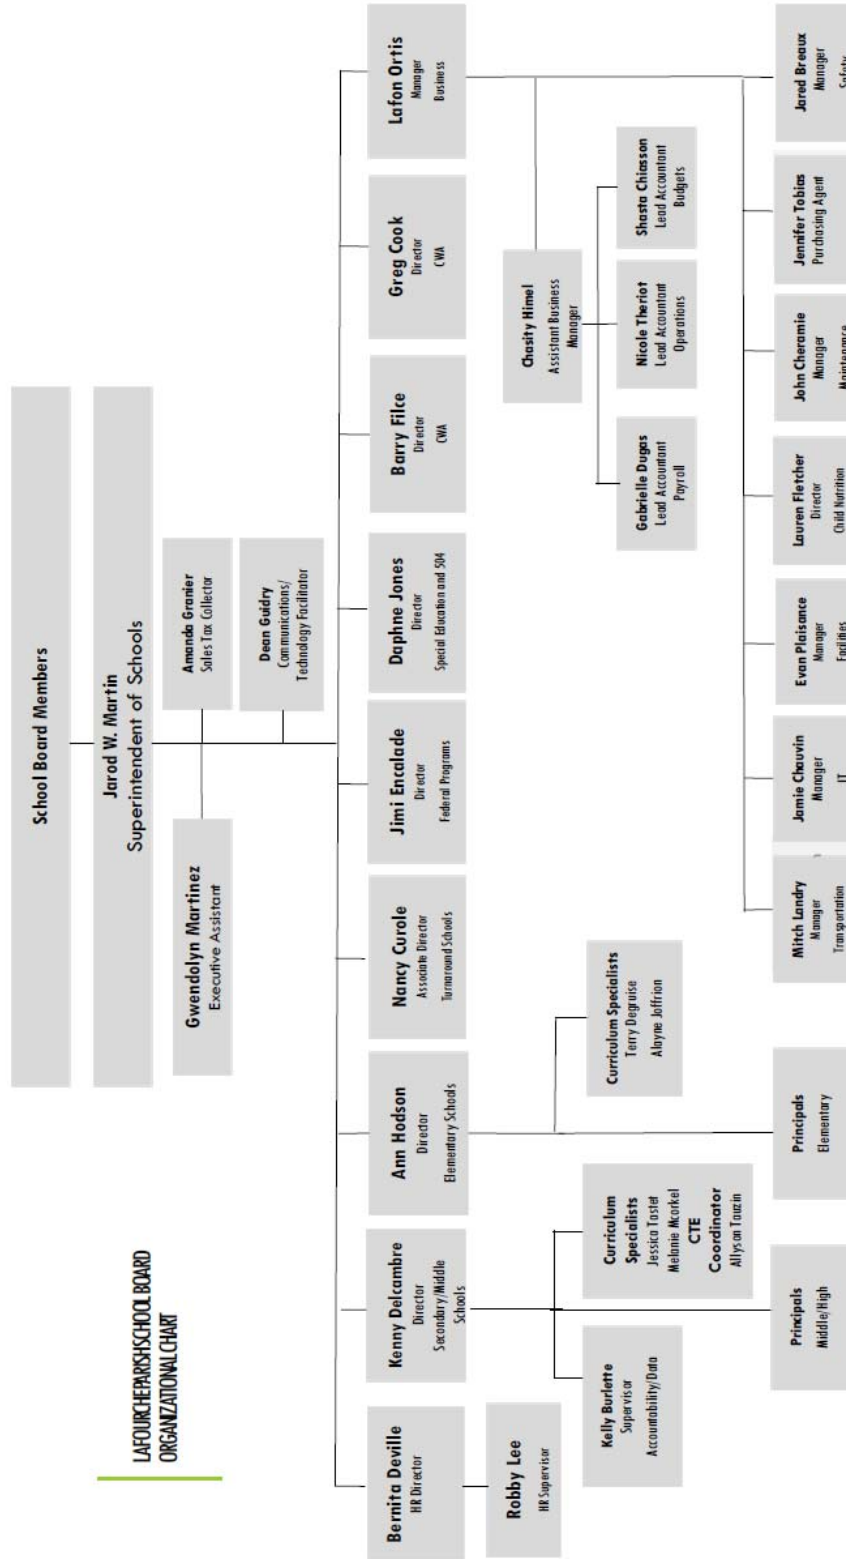 LAFOURCHEPARISHSCHOOL BOARD
ORGANIZATIONALCHART
School Board Members
Jarod W. Martin
Superintendent of Schools
Gwendolyn Martinez
Executive Assistant
Amanda Granier
Sales Tax Collector
Dean Guidry
Communications/
Technology Facilitator
Bernita Deville
HR Director
Kenny Delcambre
Director
Secondary/Middle
Schools
Ann Hodson
Director
Elementary Schools
Nancy Curole
Associate Director
Turnaround Schools
Jimi Encalade
Director
Federal Programs
Daphne Jones
Director
Special Education and 504
Barry Filce
Director
CWA
Greg Cook
Director
CWA
Lafon Ortis
Manager
Business
Robby Lee
HR Supervisor
Chasity Himel
Assistant Business
Manager
Kelly Burlette
Supervisor
Accountability/Data
Curriculum
Specialists
Jessica Tastet
Melanie Mcorkel
CTE
Coordinator
Allyson Tauzin
Curriculum Specialists
Terry Degruise
Alayne Joffrion
Gabrielle Dugas
Lead Accountant
Payroll
Nicole Theriot
Lead Accountant
Operations
Shasta Chiasson
Lead Accountant
Budgets
Principals
Middle/High
Principals
Elementary
Mitch Landry
Manager
Transportation
Jamie Chauvin
Manager
IT
Evan Plaisance
Manager
Facilities
Lauren Fletcher
Director
Child Nutrition
John Cheramie
Manager
Maintenance
Jennifer Tobias
Purchasing Agent
Jared Breaux
Manager
Safety